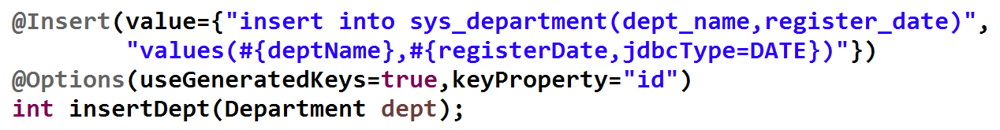 @Insert(value={"insert into sys_department(dept_name,register_date)",
"values(#{deptName},#{registerDate,jdbcType=DATE})"})
@Options(useGeneratedKeys=true,keyProperty="id")
int insertDept(Department dept);